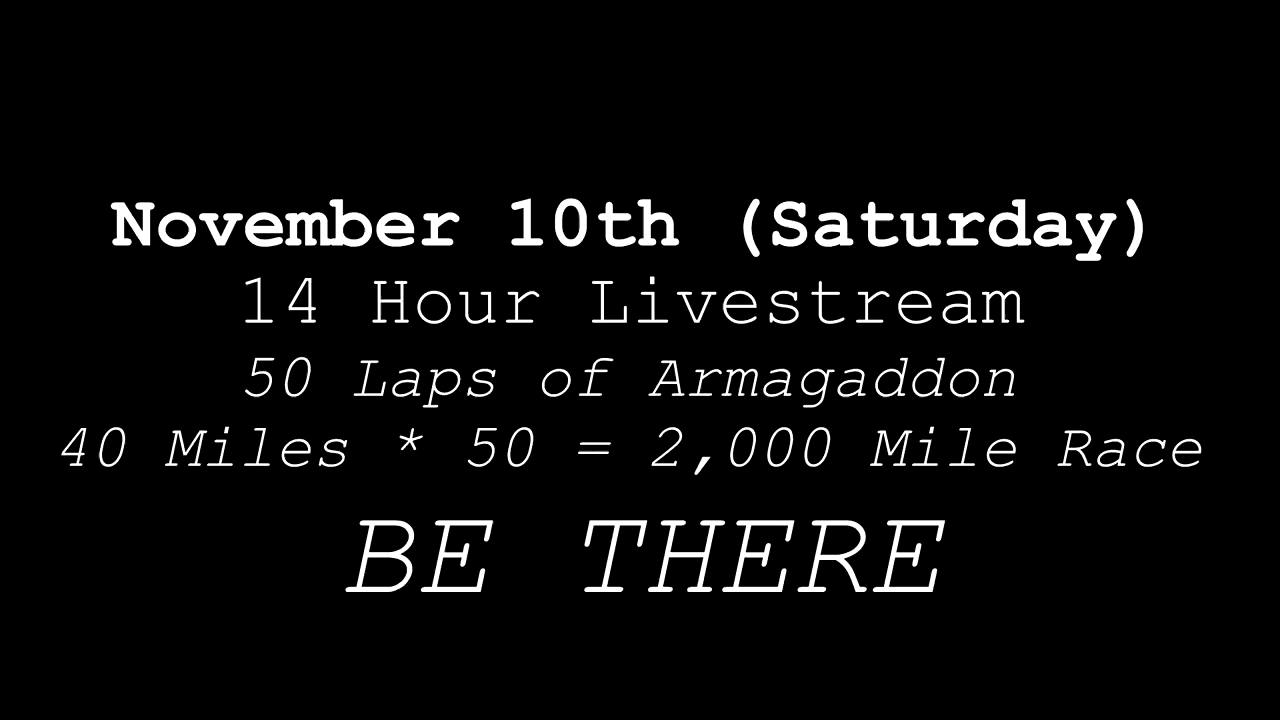 November 10th (Saturday)
14 Hour Livestream
50 Laps of Armagaddon
40 Miles * 50 = 2,000 Mile Race
BE THERE